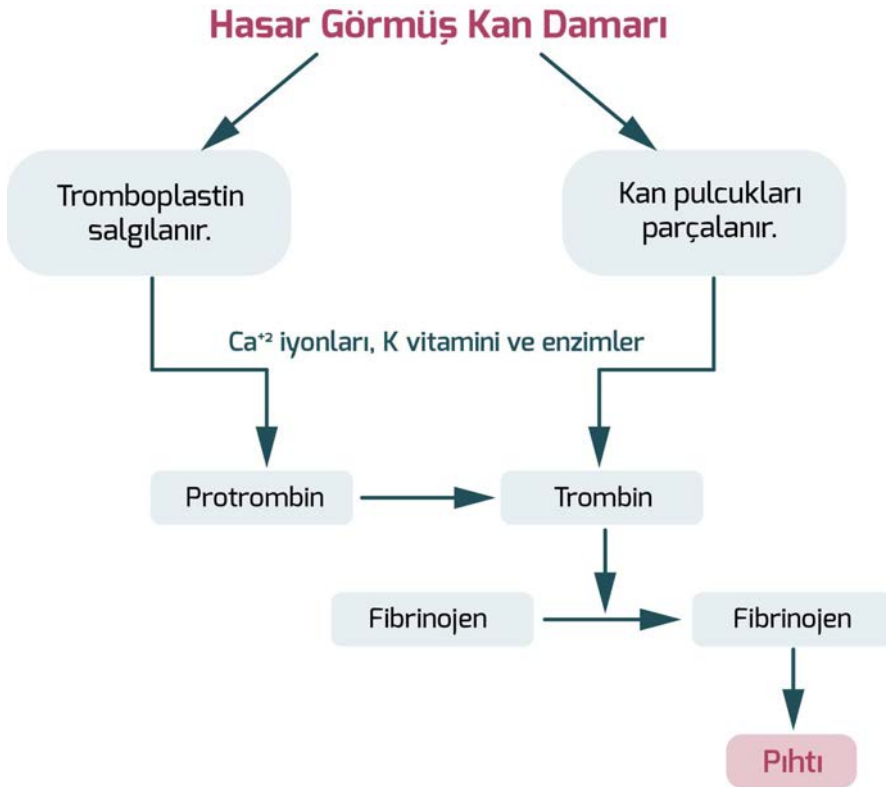 Hasar Görmüş Kan Damarı
Tromboplastin
salgılanır.
Kan pulcukları
parçalanır.
Ca⁺² iyonları, K vitamini ve enzimler
Protrombin
Trombin
Fibrinojen
Fibrinojen
Pıhtı